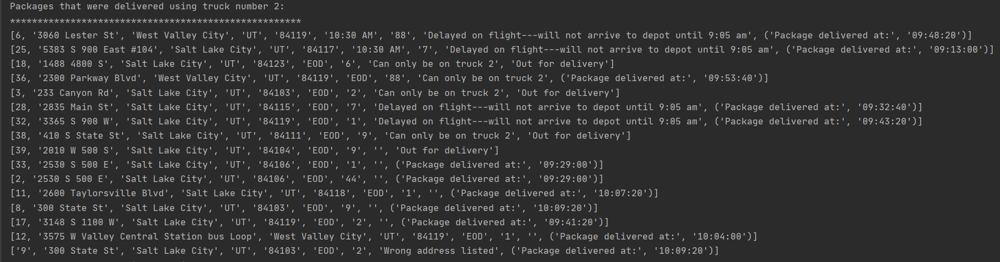 Packages that were delivered using truck number 2:
*****************************************************
[6, '3060 Lester St', 'West Valley City', 'UT', '84119', '10:30 AM', '88', 'Delayed on flight---will not arrive to depot until 9:05 am', ('Package delivered at:', '09:48:20')]
[25, '5383 S 900 East #104', 'Salt Lake City', 'UT', '84117', '10:30 AM', '7', 'Delayed on flight---will not arrive to depot until 9:05 am', ('Package delivered at:', '09:13:00')]
[18, '1488 4800 S', 'Salt Lake City', 'UT', '84123', 'EOD', '6', 'Can only be on truck 2', 'Out for delivery']
[36, '2300 Parkway Blvd', 'West Valley City', 'UT', '84119', 'EOD', '88', 'Can only be on truck 2', ('Package delivered at:', '09:53:40')]
[3, '233 Canyon Rd', 'Salt Lake City', 'UT', '84103', 'EOD', '2', 'Can only be on truck 2', 'Out for delivery']
[28, '2835 Main St', 'Salt Lake City', 'UT', '84115', 'EOD', '7', 'Delayed on flight---will not arrive to depot until 9:05 am', ('Package delivered at:', '09:32:40')]
[32, '3365 S 900 W', 'Salt Lake City', 'UT', '84119', 'EOD', '1', 'Delayed on flight---will not arrive to depot until 9:05 am', ('Package delivered at:', '09:43:20')]
[38, '410 S State St', 'Salt Lake City', 'UT', '84111', 'EOD', '9', 'Can only be on truck 2', 'Out for delivery']
[39, '2010 W 500 S', 'Salt Lake City', 'UT', '84104', 'EOD', '9', '', 'Out for delivery']
[33, '2530 S 500 E', 'Salt Lake City', 'UT', '84106', 'EOD', '1', '', ('Package delivered at:', '09:29:00')]
[2, '2530 S 500 E', 'Salt Lake City', 'UT', '84106', 'EOD', '44', '', ('Package delivered at:', '09:29:00')]
[11, '2600 Taylorsville Blvd', 'Salt Lake City', 'UT', '84118', 'EOD', '1', '', ('Package delivered at:', '10:07:20')]
[8, '300 State St', 'Salt Lake City', 'UT', '84103', 'EOD', '9', '', ('Package delivered at:', '10:09:20')]
[17, '3148 S 1100 W', 'Salt Lake City', 'UT', '84119', 'EOD', '2', '', ('Package delivered at:', '09:41:20')]
[12, '3575 W Valley Central Station bus Loop', 'West Valley City', 'UT', '84119', 'EOD', '1', '', ('Package delivered at:', '10:04:00')]
['9', '300 State St', 'Salt Lake City', 'UT', '84103', 'EOD', '2', 'Wrong address listed', ('Package delivered at:', '10:09:20')]